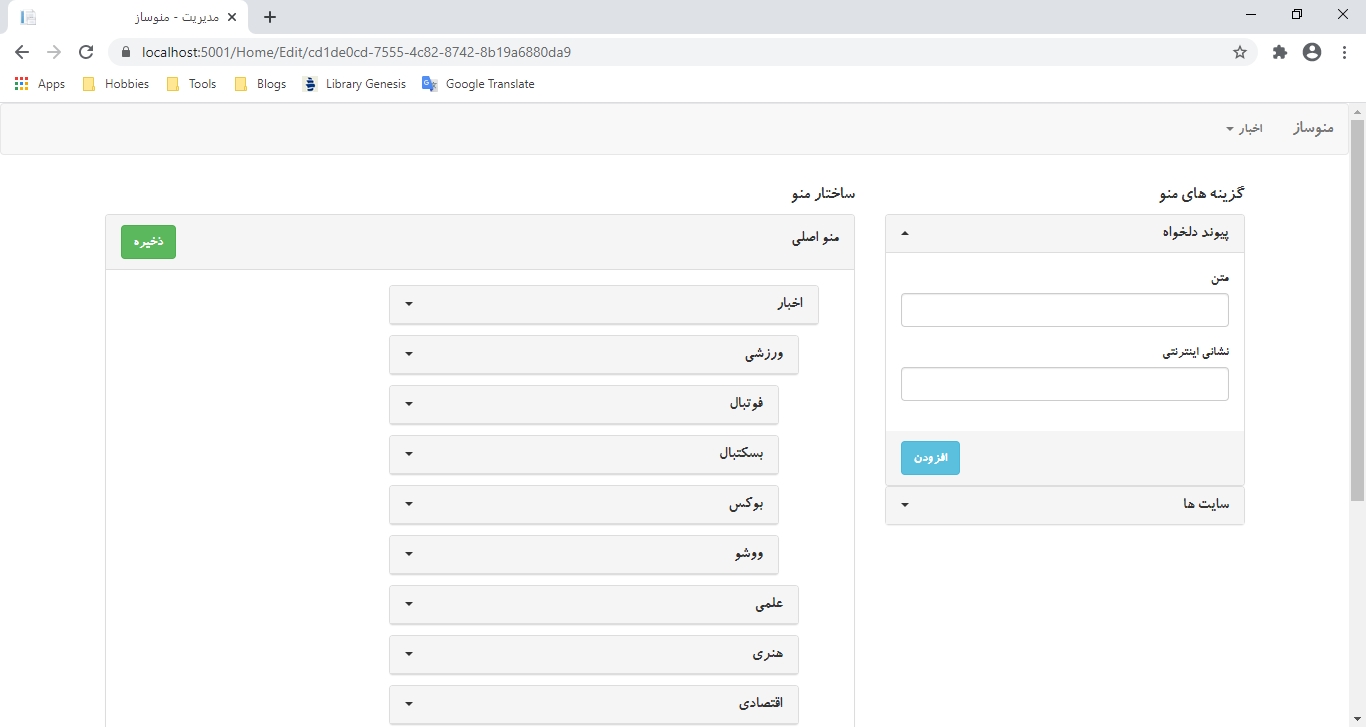 مدیریت - منوساز
localhost:5001/Home/Edit/cd1de0cd-7555-4c82-8742-8b19a6880da9
Apps
Hobbies
Tools
Blogs
Library Genesis
Google Translate
منوساز
اخبار
گزینه های منو
پیوند دلخواه
متن
نشانی اینترنتی
افزودن
سایت ها
ساختار منو
منو اصلی
ذخیره
اخبار
ورزشی
فوتبال
بسکتبال
بوکس
ووشو
علمی
هنری
اقتصادی